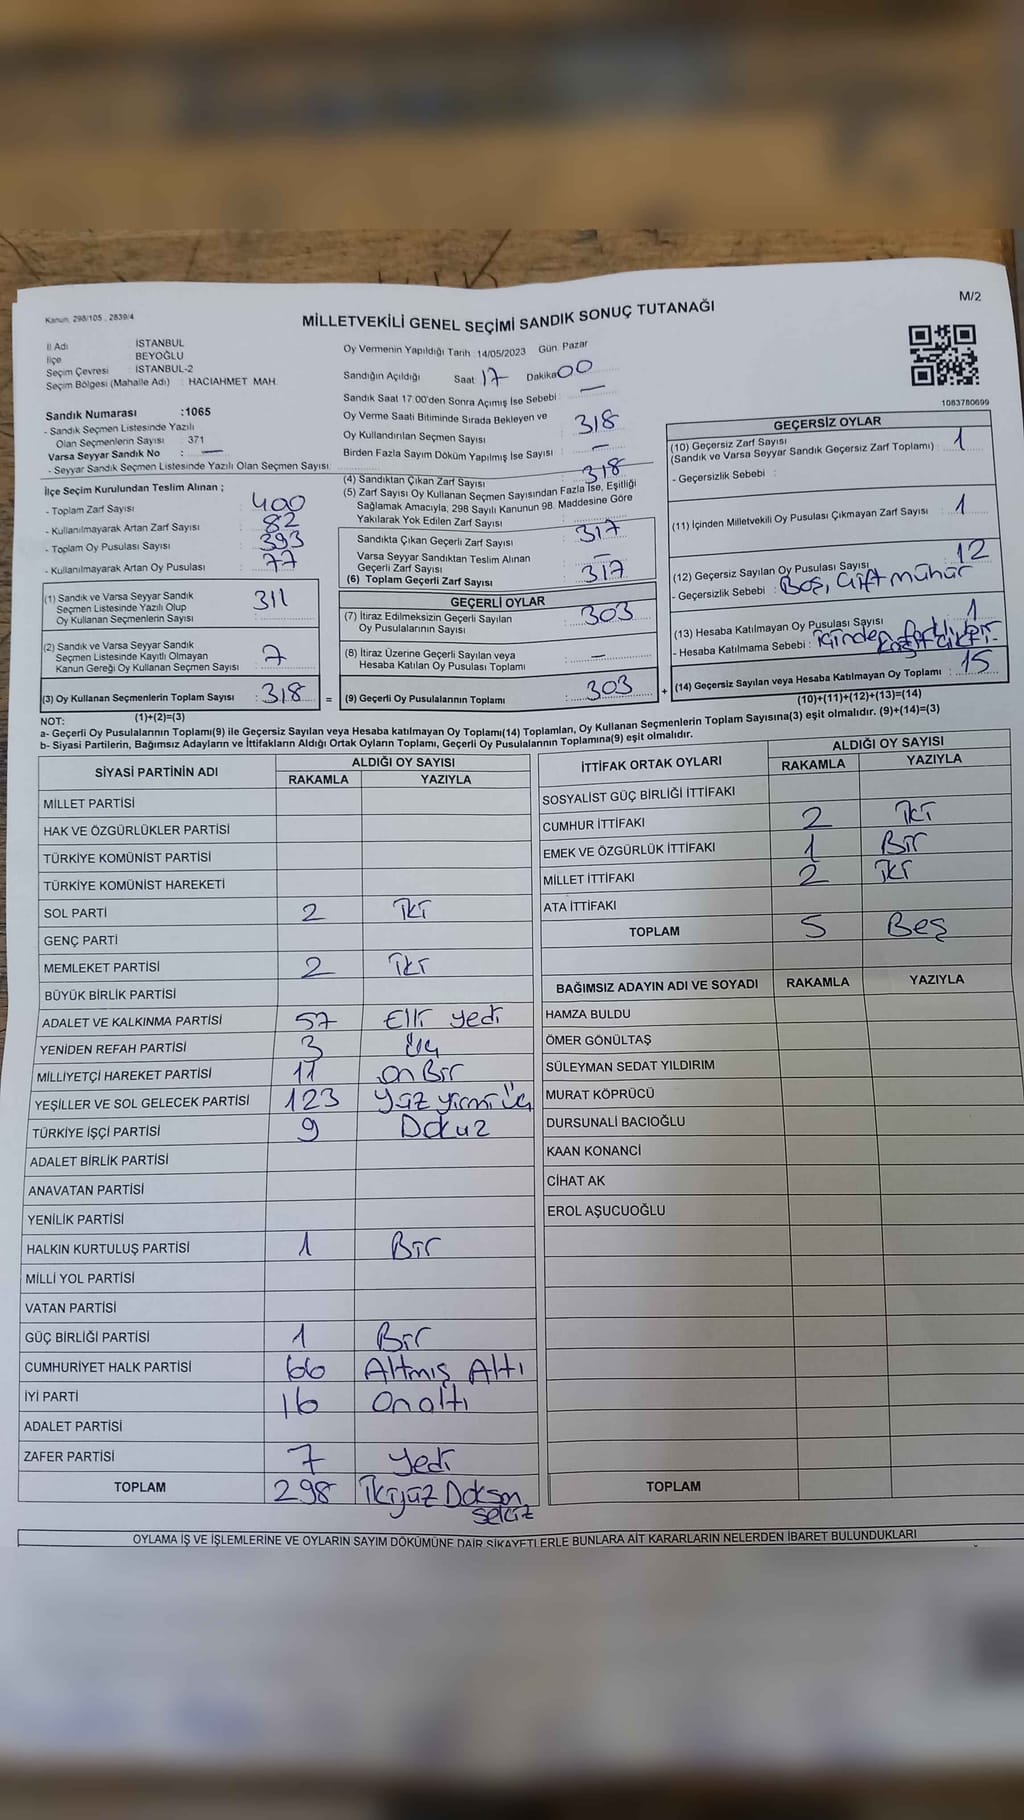 Kanun, 298/105 , 2839/4
MİLLETVEKİLİ GENEL SEÇİMİ SANDIK SONUÇ TUTANAĞI
M/2
İl Adı : İSTANBUL
İlçe : BEYOĞLU
Seçim Çevresi : İSTANBUL-2
Seçim Bölgesi (Mahalle Adı) : HACIAHMET MAH.
Sandık Numarası :1065
- Sandık Seçmen Listesinde Yazılı
Olan Seçmenlerin Sayısı : 371
Varsa Seyyar Sandık No : —
- Seyyar Sandık Seçmen Listesinde Yazılı Olan Seçmen Sayısı:
Oy Vermenin Yapıldığı Tarih 14/05/2023 Gün Pazar
Sandığın Açıldığı Saat 17 Dakika 00
Sandık Saat 17:00'den Sonra Açımış İse Sebebi : —
Oy Verme Saati Bitiminde Sırada Bekleyen ve
Oy Kullandırılan Seçmen Sayısı : 318
Birden Fazla Sayım Döküm Yapılmış İse Sayısı : —
1083780699
İlçe Seçim Kurulundan Teslim Alınan ;
- Toplam Zarf Sayısı : 400
- Kullanılmayarak Artan Zarf Sayısı : 82
- Toplam Oy Pusulası Sayısı : 393
- Kullanılmayarak Artan Oy Pusulası : 77
(1) Sandık ve Varsa Seyyar Sandık
Seçmen Listesinde Yazılı Olup
Oy Kullanan Seçmenlerin Sayısı : 311
(2) Sandık ve Varsa Seyyar Sandık
Seçmen Listesinde Kayıtlı Olmayan
Kanun Gereği Oy Kullanan Seçmen Sayısı : 7
(3) Oy Kullanan Seçmenlerin Toplam Sayısı : 318 =
(1)+(2)=(3)
(4) Sandıktan Çıkan Zarf Sayısı : 318
(5) Zarf Sayısı Oy Kullanan Seçmen Sayısından Fazla İse, Eşitliği
Sağlamak Amacıyla, 298 Sayılı Kanunun 98. Maddesine Göre
Yakılarak Yok Edilen Zarf Sayısı
Sandıkta Çıkan Geçerli Zarf Sayısı : 317
Varsa Seyyar Sandıktan Teslim Alınan
Geçerli Zarf Sayısı : —
(6) Toplam Geçerli Zarf Sayısı : 317
GEÇERLİ OYLAR
(7) İtiraz Edilmeksizin Geçerli Sayılan
Oy Pusulalarının Sayısı : 303
(8) İtiraz Üzerine Geçerli Sayılan veya
Hesaba Katılan Oy Pusulaları Toplamı : —
(9) Geçerli Oy Pusulalarının Toplamı : 303 +
GEÇERSİZ OYLAR
(10) Geçersiz Zarf Sayısı
(Sandık ve Varsa Seyyar Sandık Geçersiz Zarf Toplamı) : 1
- Geçersizlik Sebebi :
(11) İçinden Milletvekili Oy Pusulası Çıkmayan Zarf Sayısı : 1
(12) Geçersiz Sayılan Oy Pusulası Sayısı : 12
- Geçersizlik Sebebi : Boş, Çift mühür
(13) Hesaba Katılmayan Oy Pusulası Sayısı : 1
- Hesaba Katılmama Sebebi : içinden farklı bir
kağıt çıktı.
(14) Geçersiz Sayılan veya Hesaba Katılmayan Oy Toplamı : 15
(10)+(11)+(12)+(13)=(14)
NOT:
a- Geçerli Oy Pusulalarının Toplamı(9) ile Geçersiz Sayılan veya Hesaba katılmayan Oy Toplamı(14) Toplamları, Oy Kullanan Seçmenlerin Toplam Sayısına(3) eşit olmalıdır. (9)+(14)=(3)
b- Siyasi Partilerin, Bağımsız Adayların ve İttifakların Aldığı Ortak Oyların Toplamı, Geçerli Oy Pusulalarının Toplamına(9) eşit olmalıdır.
SİYASİ PARTİNİN ADI ALDIĞI OY SAYISI
RAKAMLA YAZIYLA
MİLLET PARTİSİ
HAK VE ÖZGÜRLÜKLER PARTİSİ
TÜRKİYE KOMÜNİST PARTİSİ
TÜRKİYE KOMÜNİST HAREKETİ
SOL PARTİ 2 İki
GENÇ PARTİ
MEMLEKET PARTİSİ 2 İki
BÜYÜK BİRLİK PARTİSİ
ADALET VE KALKINMA PARTİSİ 57 Elli yedi
YENİDEN REFAH PARTİSİ 3 Üç
MİLLİYETÇİ HAREKET PARTİSİ 11 on Bir
YEŞİLLER VE SOL GELECEK PARTİSİ 123 Yüz yirmi Üç
TÜRKİYE İŞÇİ PARTİSİ 9 Dokuz
ADALET BİRLİK PARTİSİ
ANAVATAN PARTİSİ
YENİLİK PARTİSİ
HALKIN KURTULUŞ PARTİSİ 1 Bir
MİLLİ YOL PARTİSİ
VATAN PARTİSİ
GÜÇ BİRLİĞİ PARTİSİ 1 Bir
CUMHURİYET HALK PARTİSİ 66 Altmış Altı
İYİ PARTİ 16 On altı
ADALET PARTİSİ
ZAFER PARTİSİ 7 Yedi
TOPLAM 298 İkiyüz Doksan
sekiz
İTTİFAK ORTAK OYLARI ALDIĞI OY SAYISI
RAKAMLA YAZIYLA
SOSYALİST GÜÇ BİRLİĞİ İTTİFAKI
CUMHUR İTTİFAKI 2 İki
EMEK VE ÖZGÜRLÜK İTTİFAKI 1 Bir
MİLLET İTTİFAKI 2 İki
ATA İTTİFAKI
TOPLAM 5 Beş
BAĞIMSIZ ADAYIN ADI VE SOYADI RAKAMLA YAZIYLA
HAMZA BULDU
ÖMER GÖNÜLTAŞ
SÜLEYMAN SEDAT YILDIRIM
MURAT KÖPRÜCÜ
DURSUNALİ BACIOĞLU
KAAN KONANCİ
CİHAT AK
EROL AŞUCUOĞLU
TOPLAM
OYLAMA İŞ VE İŞLEMLERİNE VE OYLARIN SAYIM DÖKÜMÜNE DAİR ŞİKAYETLERLE BUNLARA AİT KARARLARIN NELERDEN İBARET BULUNDUKLARI